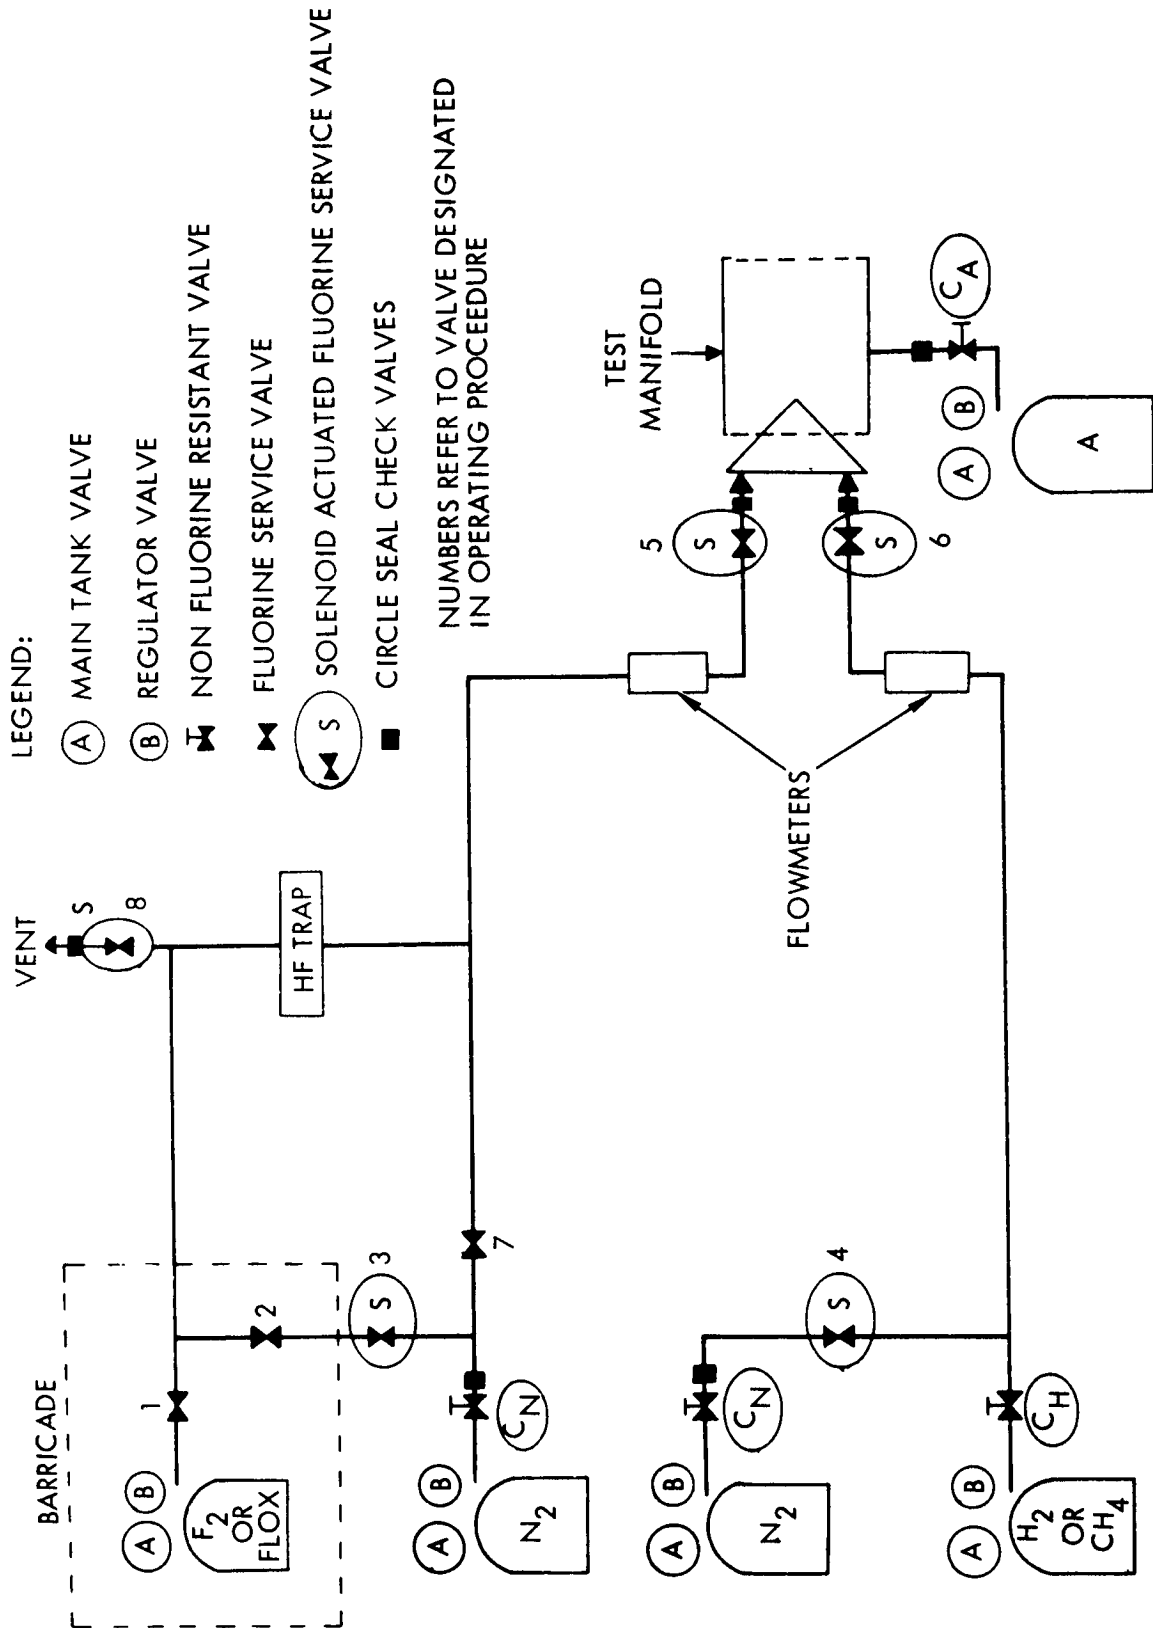 LEGEND:
A MAIN TANK VALVE
B REGULATOR VALVE
NON FLUORINE RESISTANT VALVE
FLUORINE SERVICE VALVE
S SOLENOID ACTUATED FLUORINE SERVICE VALVE
CIRCLE SEAL CHECK VALVES
NUMBERS REFER TO VALVE DESIGNATED
IN OPERATING PROCEEDURE
VENT
S
8
HF TRAP
BARRICADE
A
B
1
F2
OR
FLOX
2
S
3
7
A
B
CN
N2
A
B
CN
N2
S
4
A
B
CH
H2
OR
CH4
FLOWMETERS
5
S
S
6
TEST
MANIFOLD
CA
A
B
A